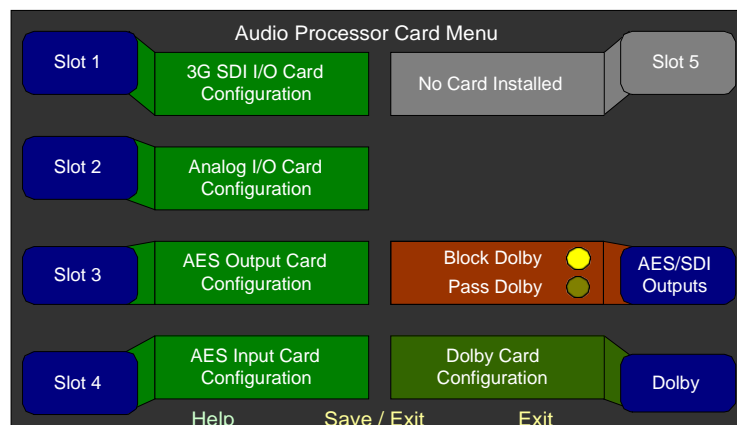 Audio Processor Card Menu
Slot 1
3G SDI I/O Card
Configuration
No Card Installed
Slot 5
Slot 2
Analog I/O Card
Configuration
Slot 3
AES Output Card
Configuration
Block Dolby
Pass Dolby
AES/SDI
Outputs
Slot 4
AES Input Card
Configuration
Dolby Card
Configuration
Dolby
Help
Save / Exit
Exit